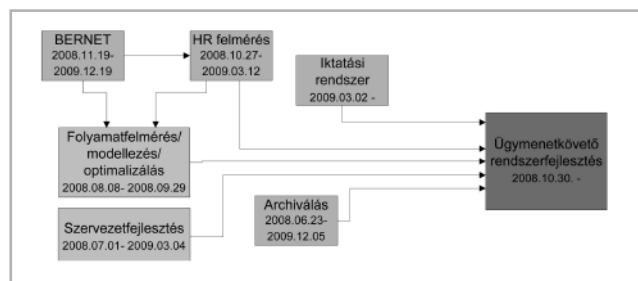 BERNET
2008.11.19-
2009.12.19
HR felmérés
2008.10.27-
2009.03.12
Iktatási
rendszer
2009.03.02 -
Folyamatfelmérés/
modellezés/
optimalizálás
2008.08.08- 2008.09.29
Ügymenetkövető
rendszerfejlesztés
2008.10.30. -
Szervezetfejlesztés
2008.07.01- 2009.03.04
Archiválás
2008.06.23-
2009.12.05